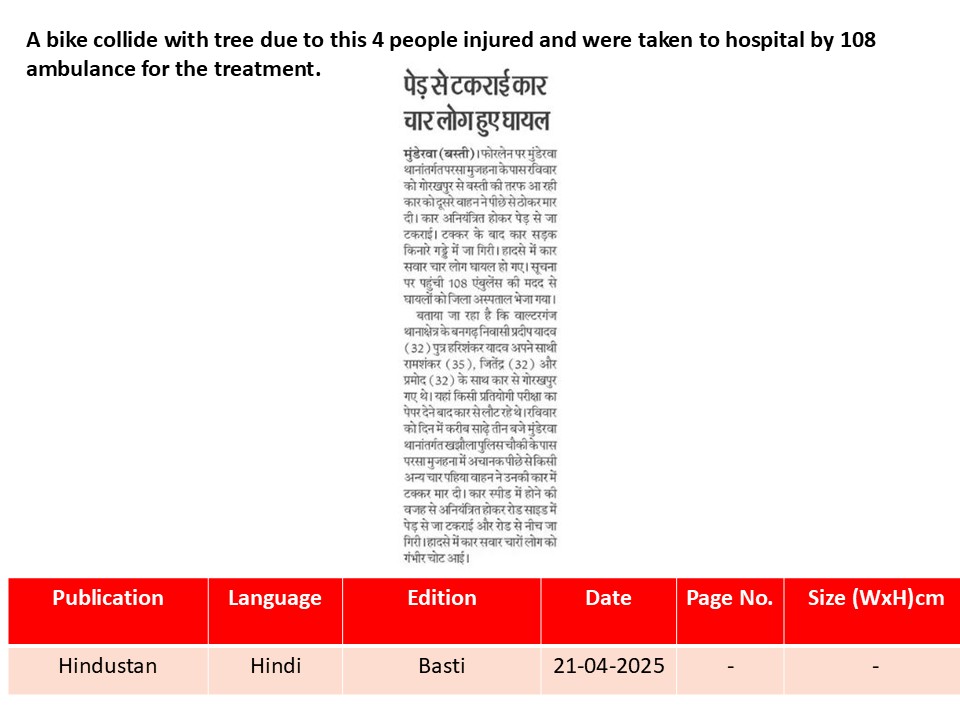 A bike collide with tree due to this 4 people injured and were taken to hospital by 108
ambulance for the treatment.
पेड़ से टकराई कार
चार लोग हुए घायल
मुंडेरवा (बस्ती)। फोरलेन पर मुंडेरवा
थानांतर्गत परसा मुजहना के पास रविवार
को गोरखपुर से बस्ती की तरफ आ रही
कार को दूसरे वाहन ने पीछे से ठोकर मार
दी। कार अनियंत्रित होकर पेड़ से जा
टकराई। टक्कर के बाद कार सड़क
किनारे गड्ढे में जा गिरी। हादसे में कार
सवार चार लोग घायल हो गए। सूचना
पर पहुंची 108 एंबुलेंस की मदद से
घायलों को जिला अस्पताल भेजा गया।
बताया जा रहा है कि वाल्टरगंज
थानाक्षेत्र के बनगढ़ निवासी प्रदीप यादव
(32) पुत्र हरिशंकर यादव अपने साथी
रामशंकर (35), जितेंद्र (32) और
प्रमोद (32) के साथ कार से गोरखपुर
गए थे। यहां किसी प्रतियोगी परीक्षा का
पेपर देने बाद कार से लौट रहे थे। रविवार
को दिन में करीब साढ़े तीन बजे मुंडेरवा
थानांतर्गत खझौला पुलिस चौकी के पास
परसा मुजहना में अचानक पीछे से किसी
अन्य चार पहिया वाहन ने उनकी कार में
टक्कर मार दी। कार स्पीड में होने की
वजह से अनियंत्रित होकर रोड साइड में
पेड़ से जा टकराई और रोड से नीच जा
गिरी। हादसे में कार सवार चारों लोग को
गंभीर चोट आई।
Publication Language Edition Date Page No. Size (WxH)cm
Hindustan Hindi Basti 21-04-2025 - -